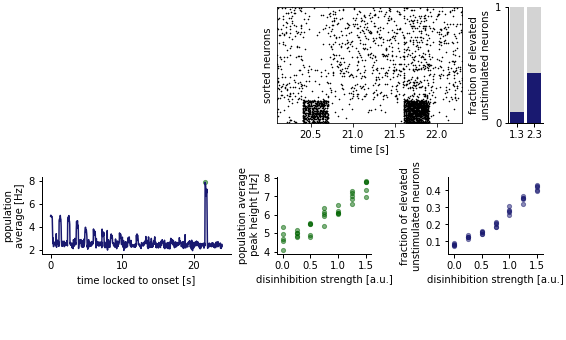 sorted neurons
20.5 21.0 21.5 22.0
time [s]
fraction of elevated
unstimulated neurons
1
0
1.3 2.3
population
average [Hz]
8
6
4
2
0 10 20
time locked to onset [s]
population average
peak height [Hz]
8
7
6
5
4
0.0 0.5 1.0 1.5
disinhibition strength [a.u.]
fraction of elevated
unstimulated neurons
0.4
0.3
0.2
0.1
0.0 0.5 1.0 1.5
disinhibition strength [a.u.]